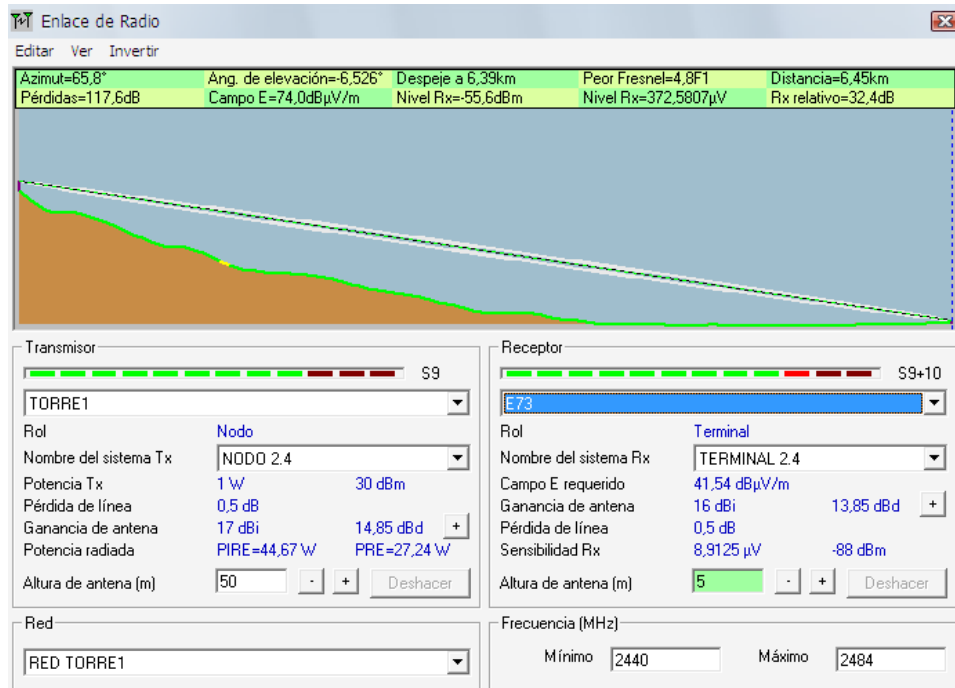 Enlace de Radio
Editar Ver Invertir
Azimut=65,8° Ang. de elevación=-6,526° Despeje a 6,39km Peor Fresnel=4,8F1 Distancia=6,45km
Pérdidas=117,6dB Campo E=74,0dBµV/m Nivel Rx=-55,6dBm Nivel Rx=372,5807µV Rx relativo=32,4dB
Transmisor
S9
TORRE1
Rol Nodo
Nombre del sistema Tx NODO 2.4
Potencia Tx 1 W 30 dBm
Pérdida de línea 0,5 dB
Ganancia de antena 17 dBi 14,85 dBd +
Potencia radiada PIRE=44,67 W PRE=27,24 W
Altura de antena (m) 50 - + Deshacer
Red
RED TORRE1
Receptor
S9+10
E73
Rol Terminal
Nombre del sistema Rx TERMINAL 2.4
Campo E requerido 41,54 dBµV/m
Ganancia de antena 16 dBi 13,85 dBd +
Pérdida de línea 0,5 dB
Sensibilidad Rx 8,9125 µV -88 dBm
Altura de antena (m) 5 - + Deshacer
Frecuencia (MHz)
Mínimo 2440 Máximo 2484